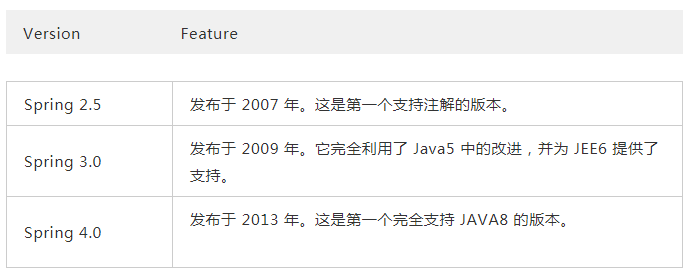 Version Feature
Spring 2.5 发布于 2007 年。这是第一个支持注解的版本。
Spring 3.0 发布于 2009 年。它完全利用了 Java5 中的改进，并为 JEE6 提供了
支持。
Spring 4.0 发布于 2013 年。这是第一个完全支持 JAVA8 的版本。